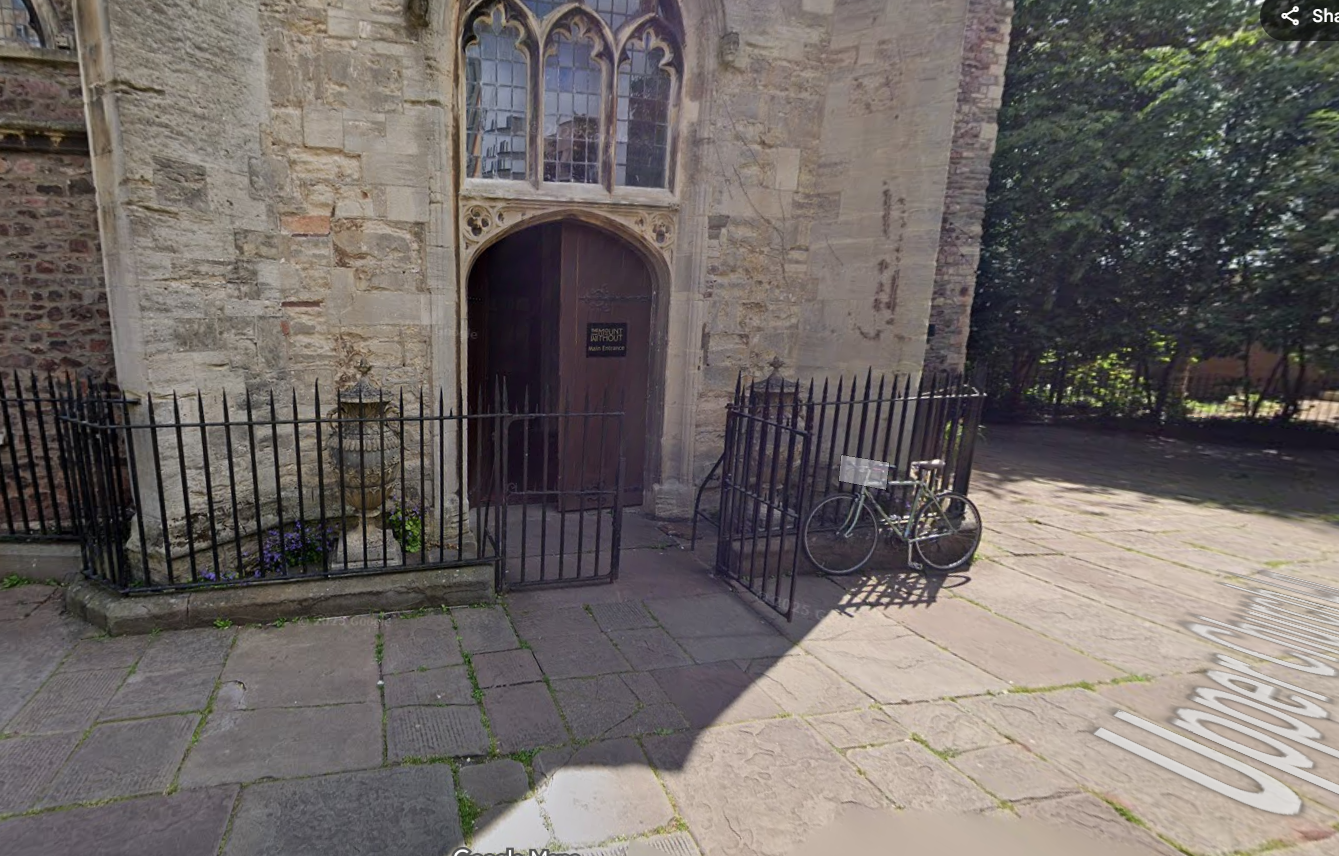 Sha
THE MOUNT
WITHOUT
Main Entrance
Upper Church
Google Maps